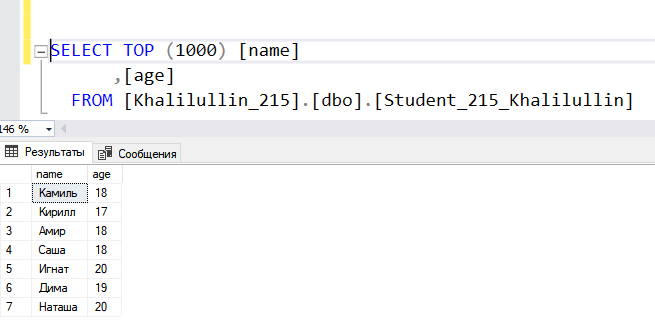 SELECT TOP (1000) [name]
,[age]
FROM [Khalilullin_215].[dbo].[Student_215_Khalilullin]
146 %
Результаты Сообщения
name age
1 Камиль 18
2 Кирилл 17
3 Амир 18
4 Саша 18
5 Игнат 20
6 Дима 19
7 Наташа 20